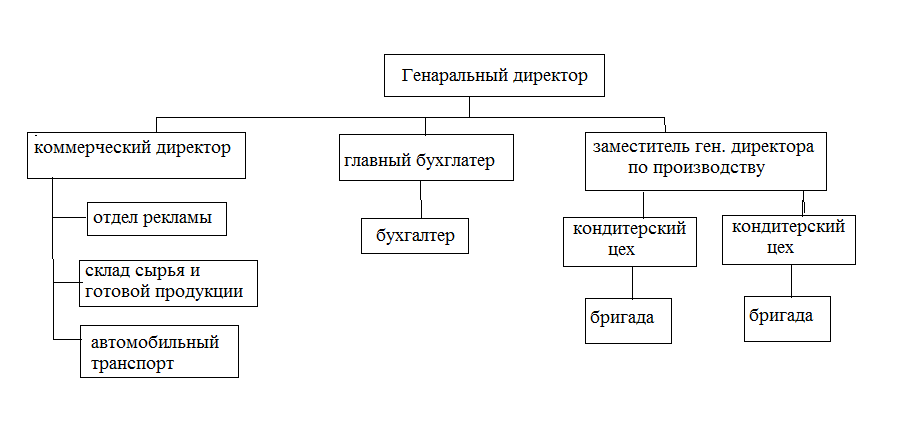 Генаральный директор
коммерческий директор
главный бухглатер
заместитель ген. директора
по производству
отдел рекламы
бухгалтер
кондитерский
цех
кондитерский
цех
склад сырья и
готовой продукции
бригада
бригада
автомобильный
транспорт